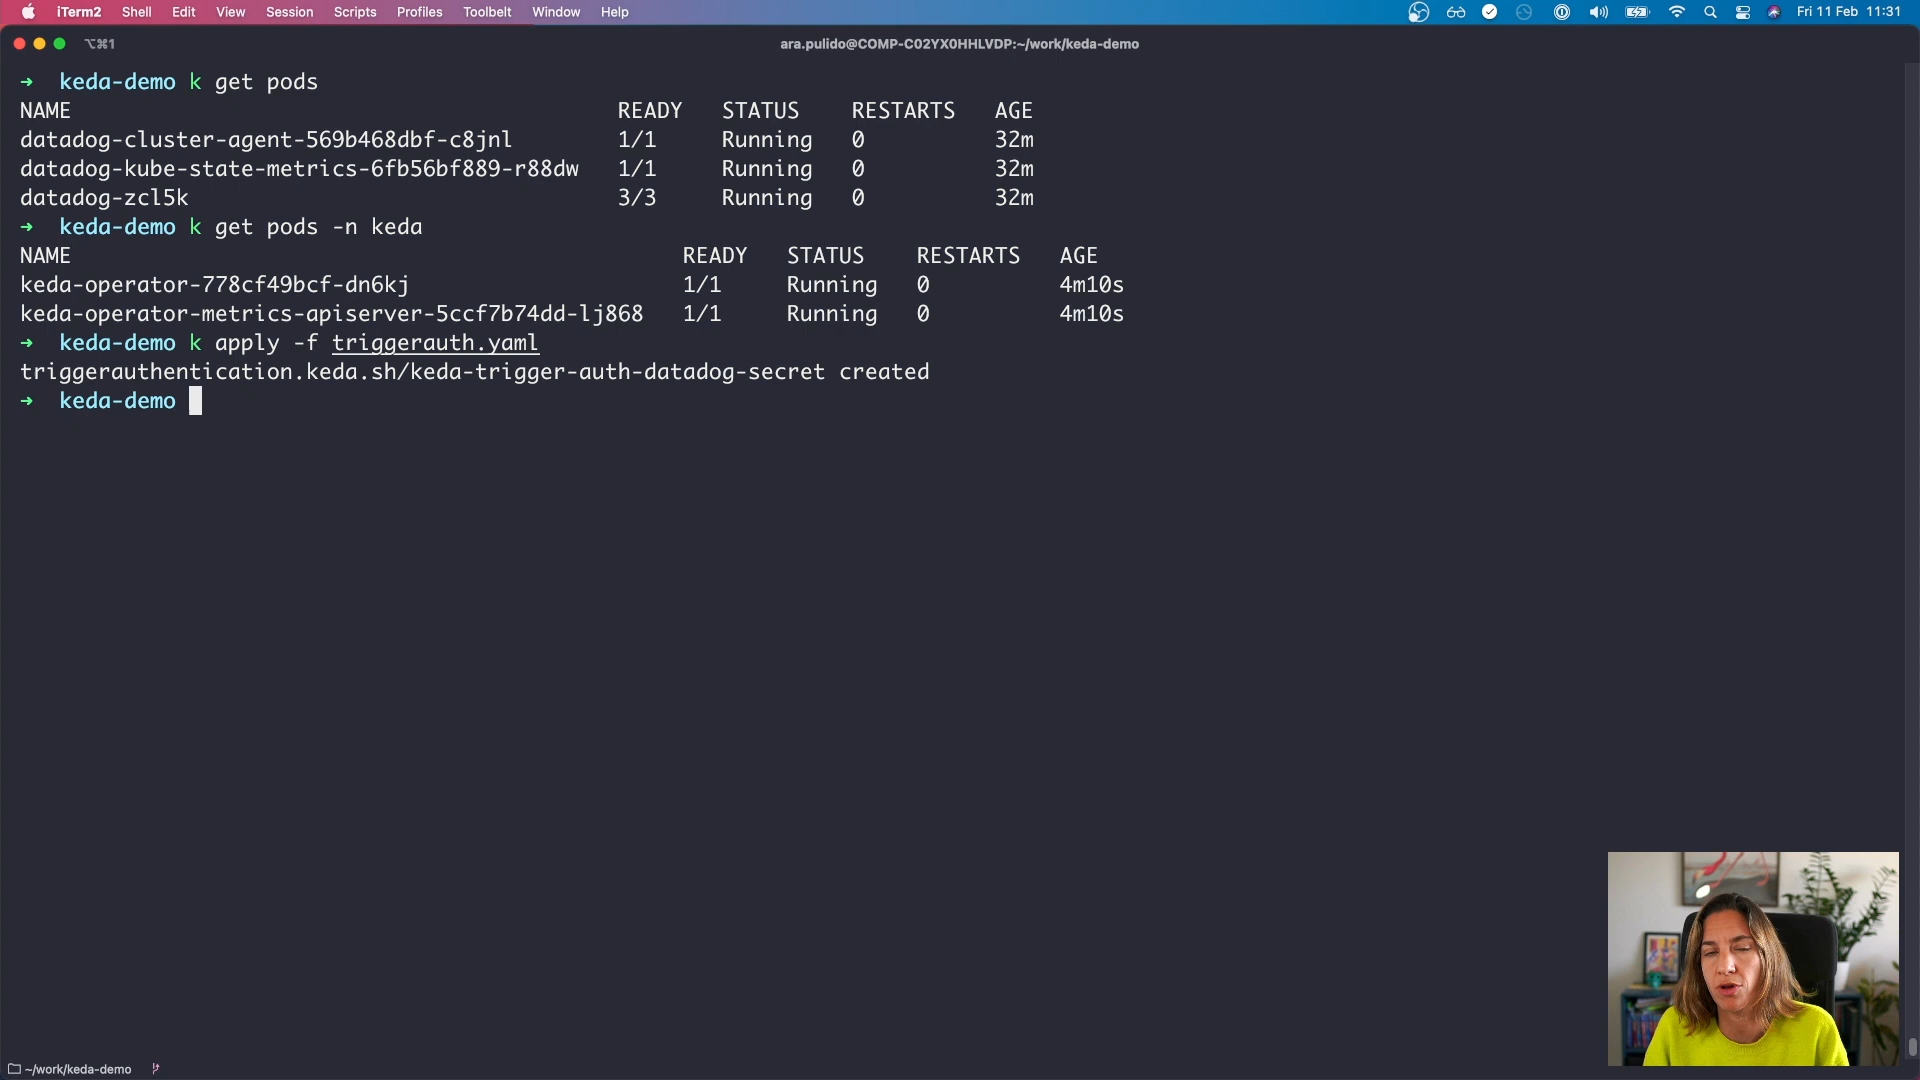 iTerm2 Shell Edit View Session Scripts Profiles Toolbelt Window Help Fri 11 Feb 11:31
⌥⌘1 ara.pulido@COMP-C02YX0HHLVDP:~/work/keda-demo
→ keda-demo k get pods
NAME READY STATUS RESTARTS AGE
datadog-cluster-agent-569b468dbf-c8jnl 1/1 Running 0 32m
datadog-kube-state-metrics-6fb56bf889-r88dw 1/1 Running 0 32m
datadog-zcl5k 3/3 Running 0 32m
→ keda-demo k get pods -n keda
NAME READY STATUS RESTARTS AGE
keda-operator-778cf49bcf-dn6kj 1/1 Running 0 4m10s
keda-operator-metrics-apiserver-5ccf7b74dd-lj868 1/1 Running 0 4m10s
→ keda-demo k apply -f triggerauth.yaml
triggerauthentication.keda.sh/keda-trigger-auth-datadog-secret created
→ keda-demo
~/work/keda-demo